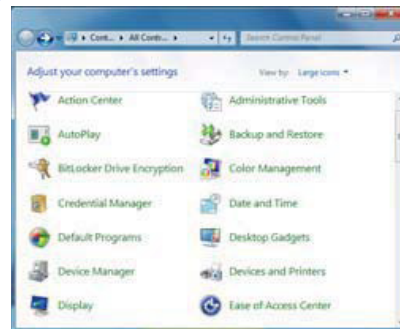 Cont... All Contr...
Search Control Panel
Adjust your computer's settings View by: Large icons
Action Center Administrative Tools
AutoPlay Backup and Restore
BitLocker Drive Encryption Color Management
Credential Manager Date and Time
Default Programs Desktop Gadgets
Device Manager Devices and Printers
Display Ease of Access Center